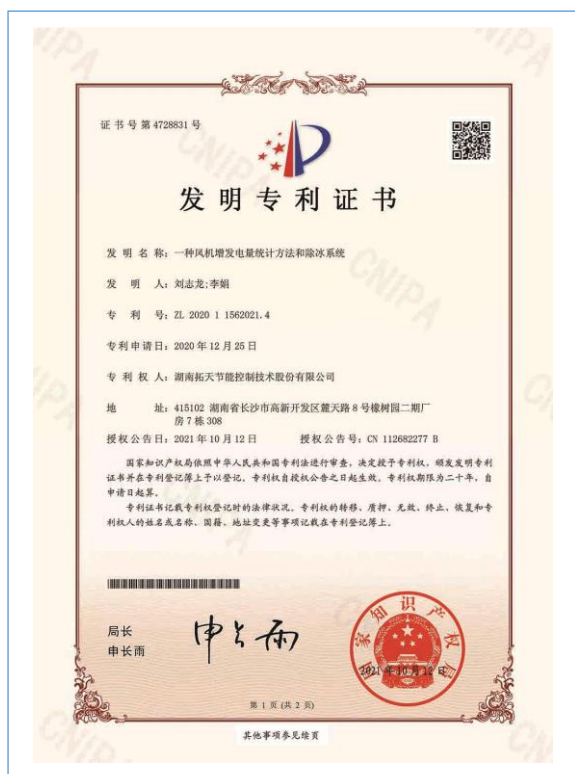 证书号第4728831号
发明专利证书
发明名称：一种风机增发电量统计方法和除冰系统
发明人：刘志龙;李娟
专利号：ZL 2020 1 1562021.4
专利申请日：2020年12月25日
专利权人：湖南拓天节能控制技术股份有限公司
地址：415102 湖南省长沙市高新开发区麓天路8号橡树园二期厂
房7栋308
授权公告日：2021年10月12日 授权公告号：CN 112682277 B
国家知识产权局依照中华人民共和国专利法进行审查，决定授予专利权，颁发发明专利
证书并在专利登记簿上予以登记。专利权自授权公告之日起生效。专利权期限为二十年，自
申请日起算。
专利证书记载专利权登记时的法律状况。专利权的转移、质押、无效、终止、恢复和专
利权人的姓名或名称、国籍、地址变更等事项记载在专利登记簿上。
局长
申长雨
申长雨
国家知识产权局
2021年10月12日
第 1 页 (共 2 页)
其他事项参见续页
CNIPA